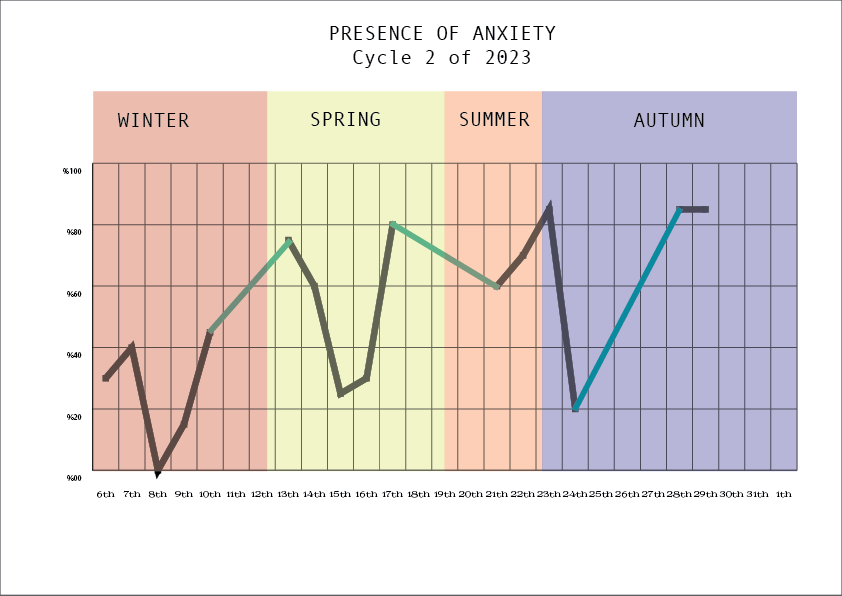 PRESENCE OF ANXIETY
Cycle 2 of 2023
WINTER SPRING SUMMER AUTUMN
%100
%80
%60
%40
%20
%00
6th 7th 8th 9th 10th 11th 12th 13th 14th 15th 16th 17th 18th 19th 20th 21th 22th 23th 24th 25th 26th 27th 28th 29th 30th 31th 1th